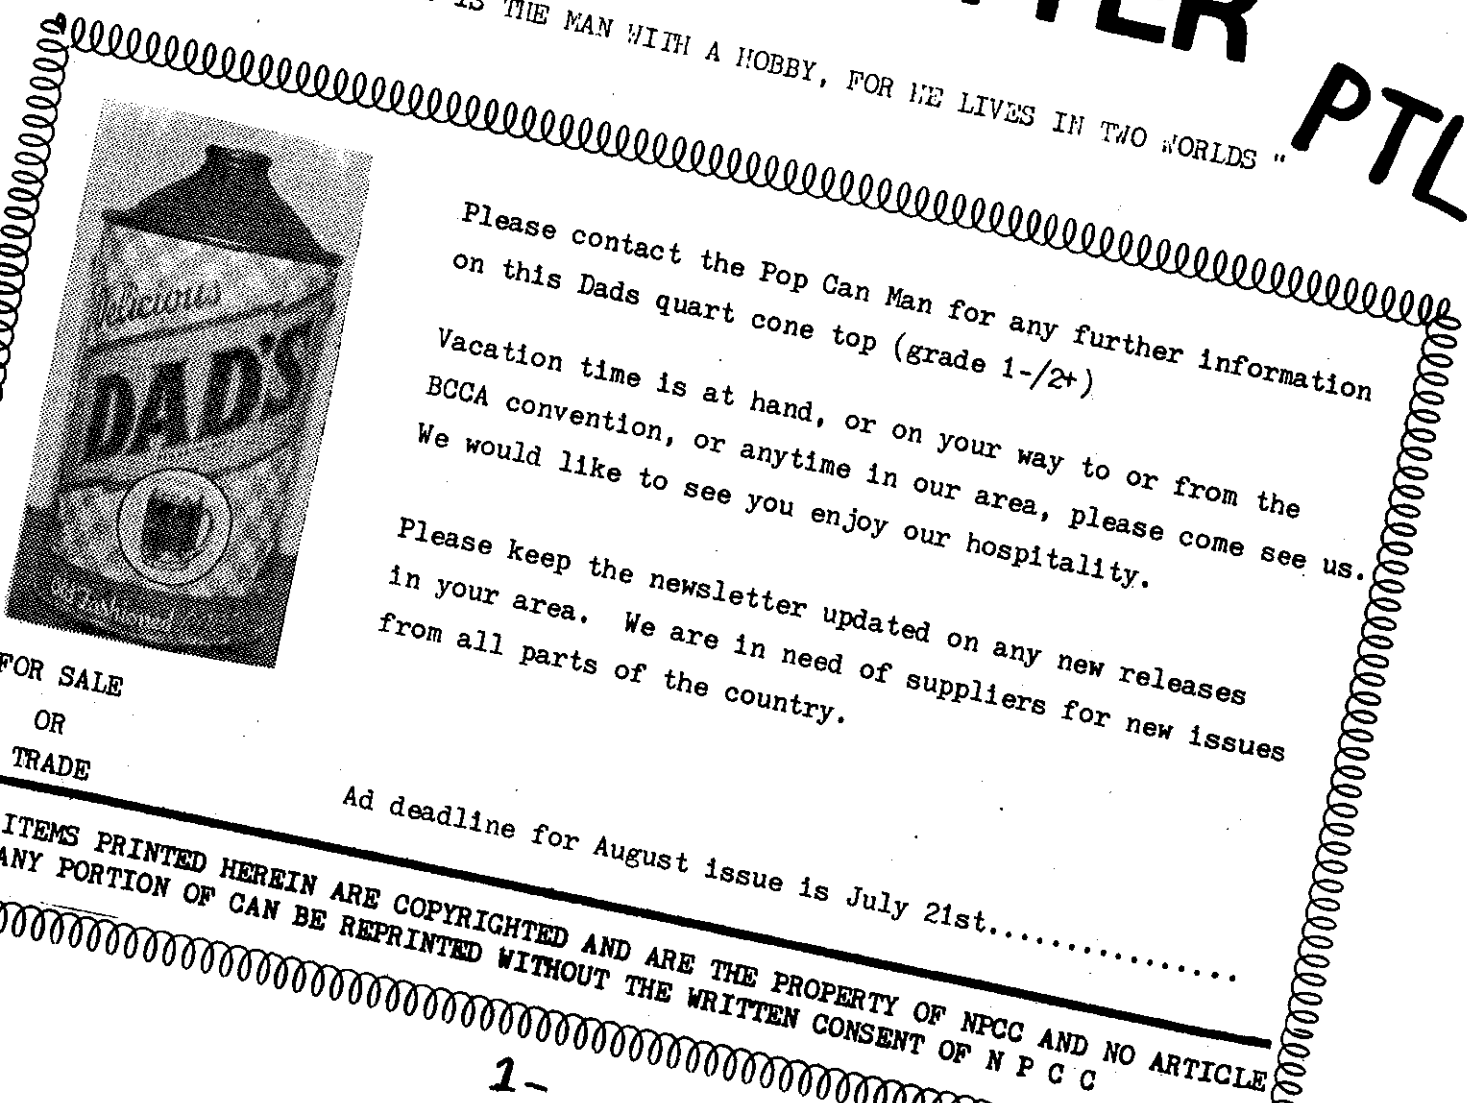 TER
PTL
IS THE MAN WITH A HOBBY, FOR HE LIVES IN TWO WORLDS "
Delicious
DAD'S
Old Fashioned
Please contact the Pop Can Man for any further information
on this Dads quart cone top (grade 1-/2+)
Vacation time is at hand, or on your way to or from the
BCCA convention, or anytime in our area, please come see us.
We would like to see you enjoy our hospitality.
Please keep the newsletter updated on any new releases
in your area. We are in need of suppliers for new issues
from all parts of the country.
FOR SALE
OR
TRADE
Ad deadline for August issue is July 21st................
ITEMS PRINTED HEREIN ARE COPYRIGHTED AND ARE THE PROPERTY OF NPCC AND NO ARTICLE
ANY PORTION OF CAN BE REPRINTED WITHOUT THE WRITTEN CONSENT OF N P C C
1-